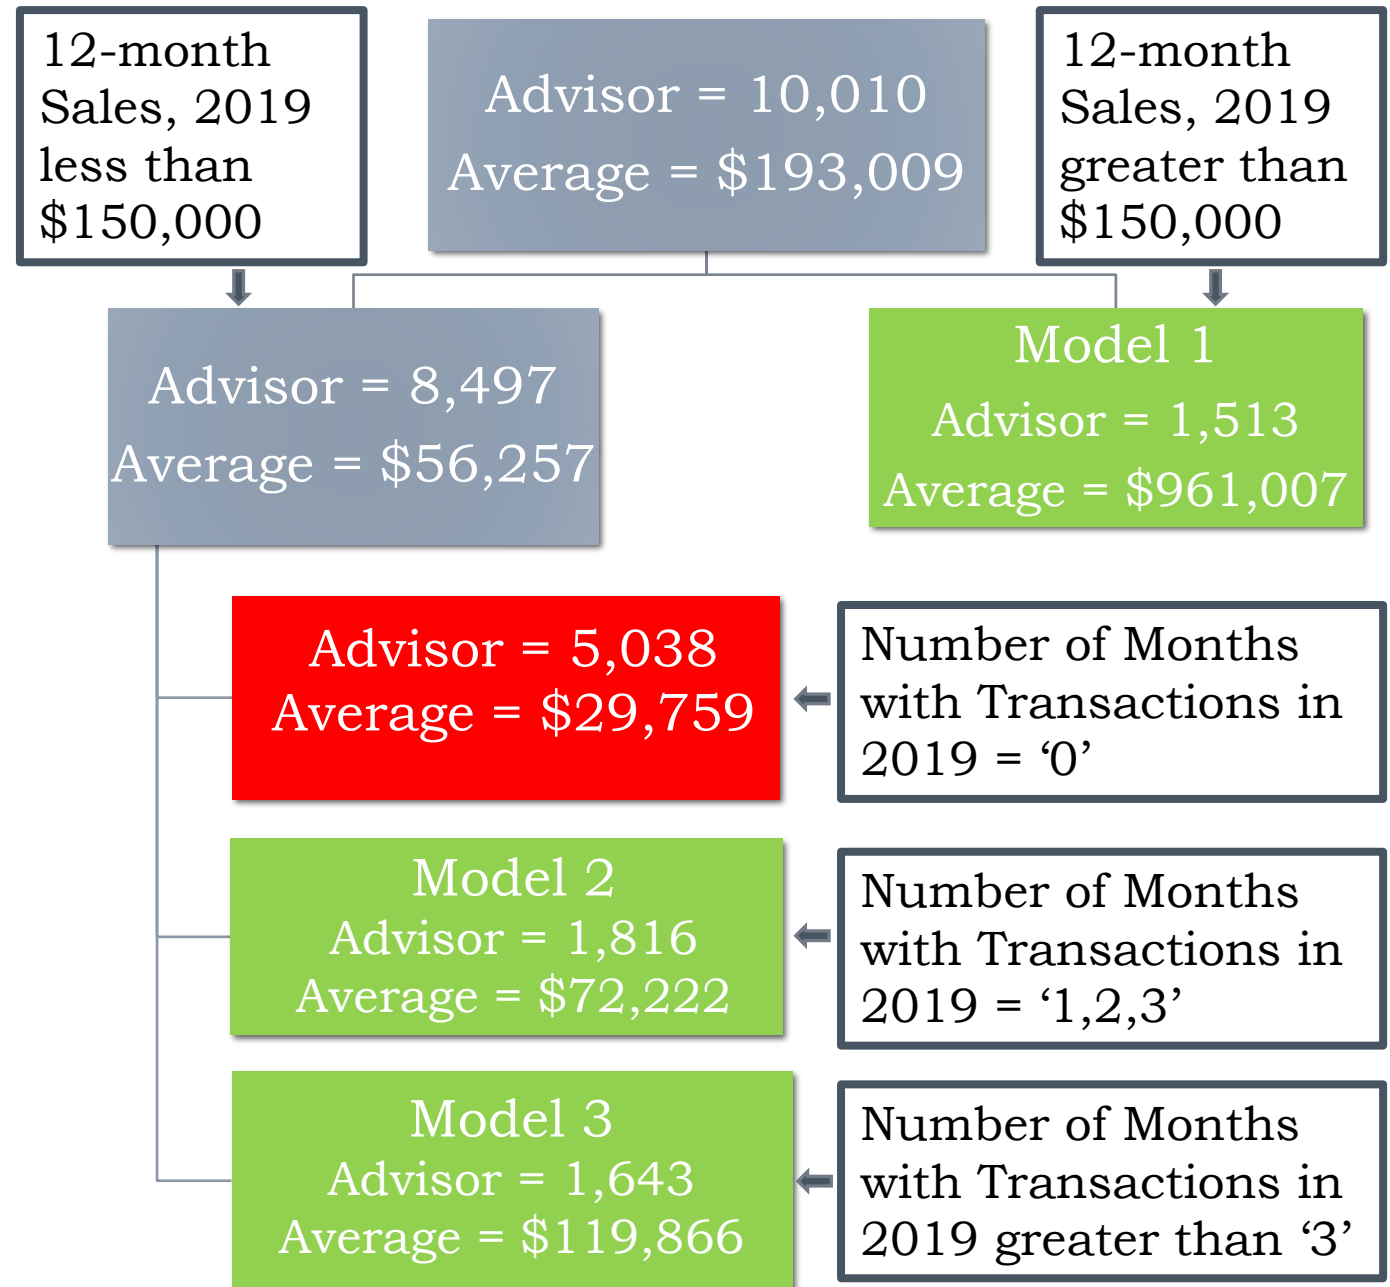 12-month
Sales, 2019
less than
$150,000
Advisor = 10,010
Average = $193,009
12-month
Sales, 2019
greater than
$150,000
Advisor = 8,497
Average = $56,257
Model 1
Advisor = 1,513
Average = $961,007
Advisor = 5,038
Average = $29,759
Number of Months
with Transactions in
2019 = ‘0’
Model 2
Advisor = 1,816
Average = $72,222
Number of Months
with Transactions in
2019 = ‘1,2,3’
Model 3
Advisor = 1,643
Average = $119,866
Number of Months
with Transactions in
2019 greater than ‘3’